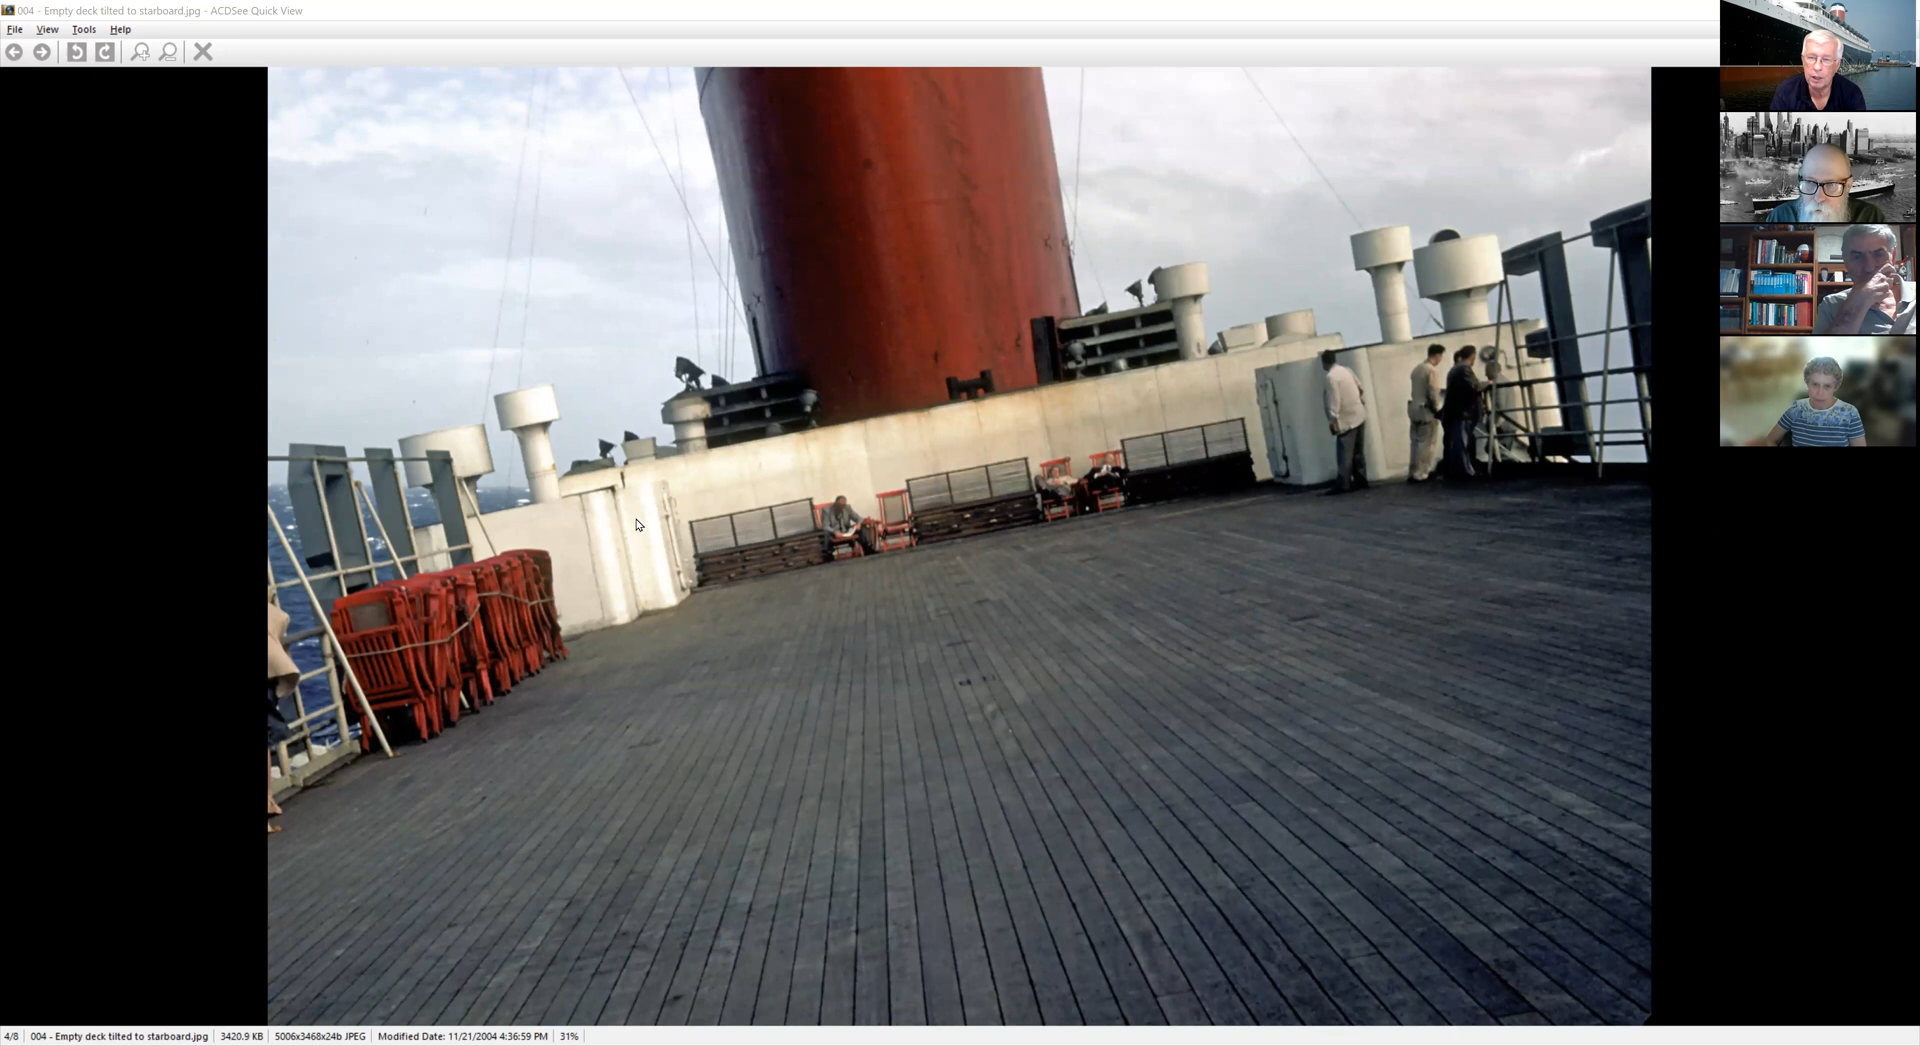 004 - Empty deck tilted to starboard.jpg - ACDSee Quick View
File View Tools Help
4/8 004 - Empty deck tilted to starboard.jpg 3420.9 KB 5006x3468x24b JPEG Modified Date: 11/21/2004 4:36:59 PM 31%